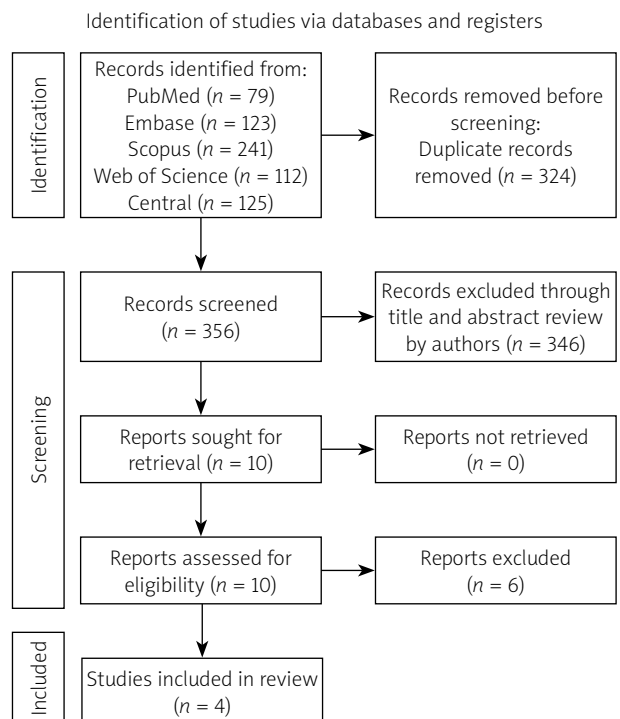 Identification of studies via databases and registers
Identification
Records identified from:
PubMed (n = 79)
Embase (n = 123)
Scopus (n = 241)
Web of Science (n = 112)
Central (n = 125)
Records removed before
screening:
Duplicate records
removed (n = 324)
Screening
Records screened
(n = 356)
Records excluded through
title and abstract review
by authors (n = 346)
Reports sought for
retrieval (n = 10)
Reports not retrieved
(n = 0)
Reports assessed for
eligibility (n = 10)
Reports excluded
(n = 6)
Included
Studies included in review
(n = 4)